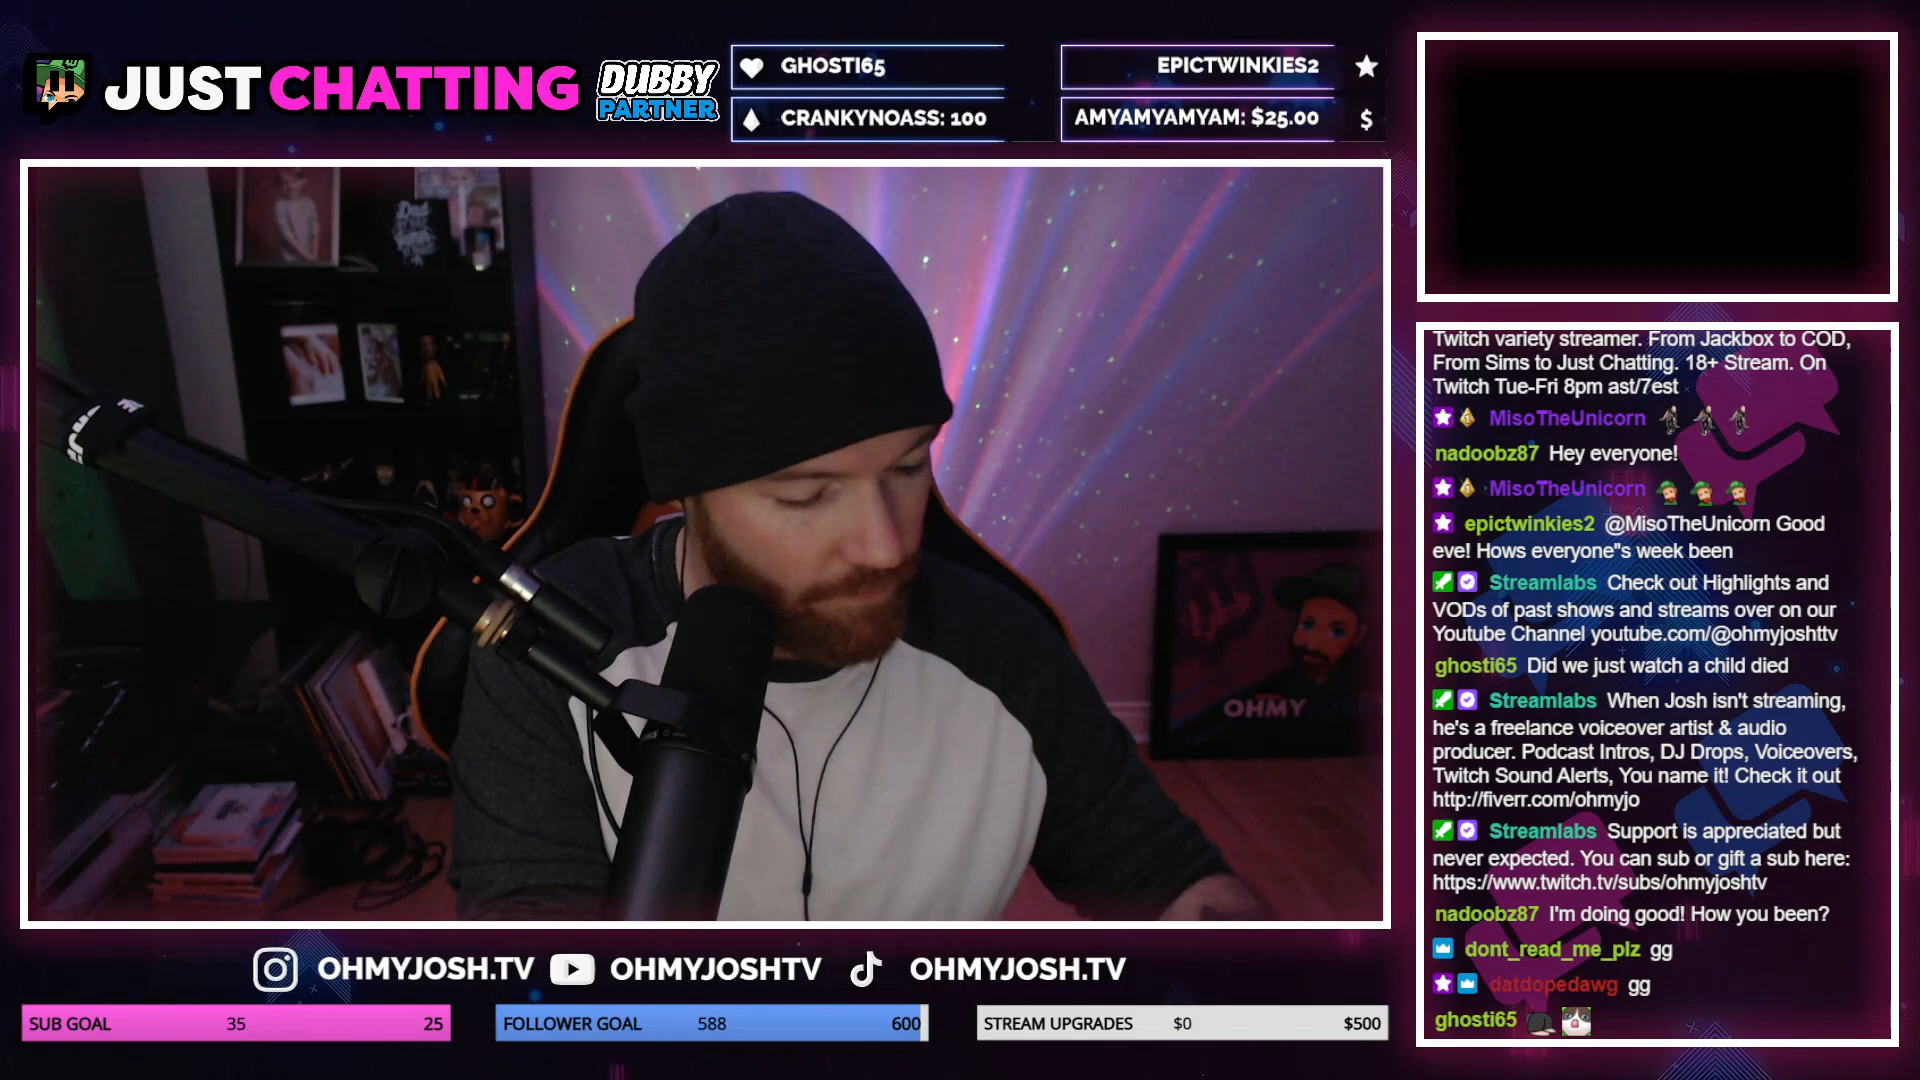 JUST CHATTING
DUBBY
PARTNER
GHOSTI65
EPICTWINKIES2
CRANKYNOASS: 100
AMYAMYAMYAM: $25.00
$
Dad
OHMY
Twitch variety streamer. From Jackbox to COD,
From Sims to Just Chatting. 18+ Stream. On
Twitch Tue-Fri 8pm ast/7est
MisoTheUnicorn
nadoobz87 Hey everyone!
MisoTheUnicorn
epictwinkies2 @MisoTheUnicorn Good
eve! Hows everyone"s week been
Streamlabs Check out Highlights and
VODs of past shows and streams over on our
Youtube Channel youtube.com/@ohmyjoshttv
ghosti65 Did we just watch a child died
Streamlabs When Josh isn't streaming,
he's a freelance voiceover artist & audio
producer. Podcast Intros, DJ Drops, Voiceovers,
Twitch Sound Alerts, You name it! Check it out
http://fiverr.com/ohmyjo
Streamlabs Support is appreciated but
never expected. You can sub or gift a sub here:
https://www.twitch.tv/subs/ohmyjoshtv
nadoobz87 I'm doing good! How you been?
dont_read_me_plz gg
datdopedawg gg
ghosti65
OHMYJOSH.TV
OHMYJOSHTV
OHMYJOSH.TV
SUB GOAL 35 25
FOLLOWER GOAL 588 600
STREAM UPGRADES $0 $500